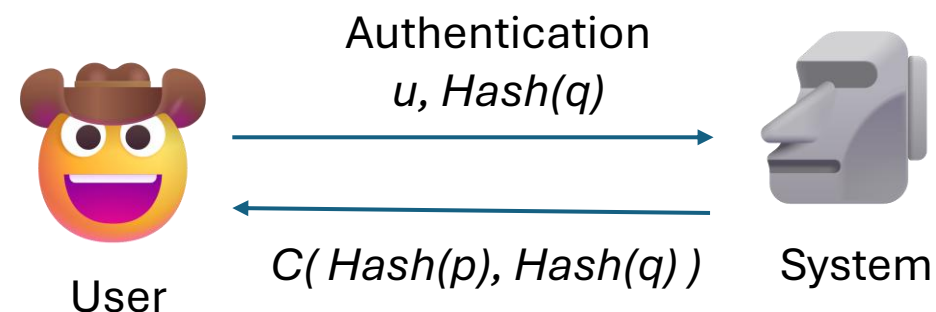 Authentication
u, Hash(q)
C( Hash(p), Hash(q) )
User
System